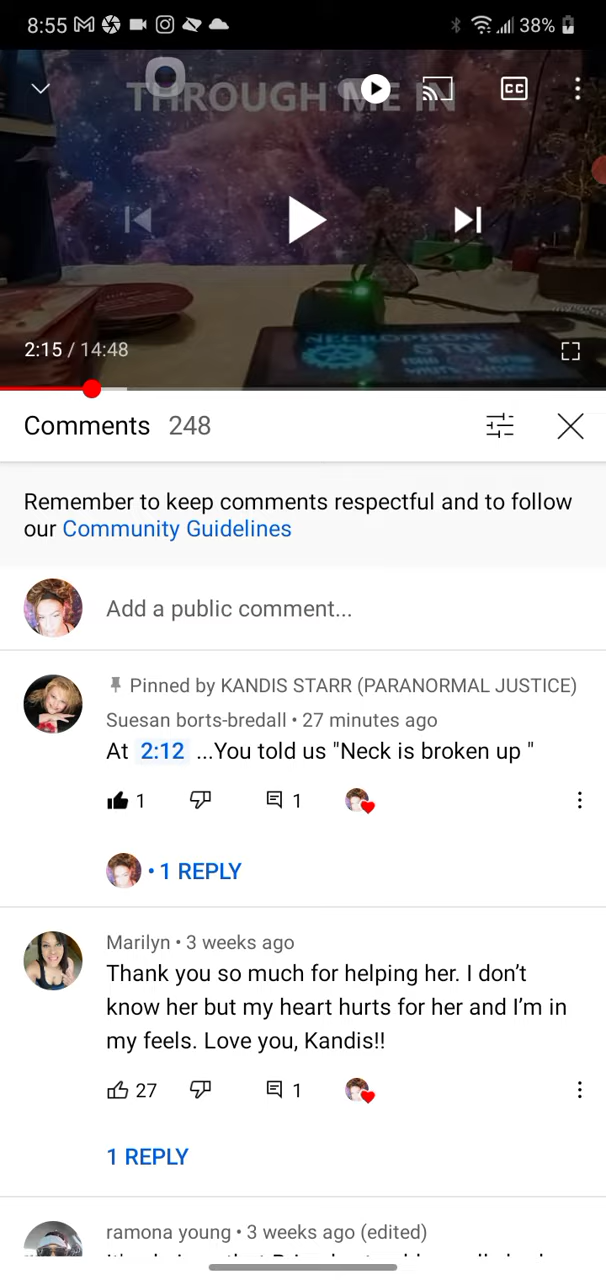 8:55 38%
THROUGH ME IN
CC
NECROPHONIC
2:15 / 14:48
Comments 248
Remember to keep comments respectful and to follow
our Community Guidelines
Add a public comment...
Pinned by KANDIS STARR (PARANORMAL JUSTICE)
Suesan borts-bredall • 27 minutes ago
At 2:12 ...You told us "Neck is broken up "
1 1
• 1 REPLY
Marilyn • 3 weeks ago
Thank you so much for helping her. I don’t
know her but my heart hurts for her and I’m in
my feels. Love you, Kandis!!
27 1
1 REPLY
ramona young • 3 weeks ago (edited)